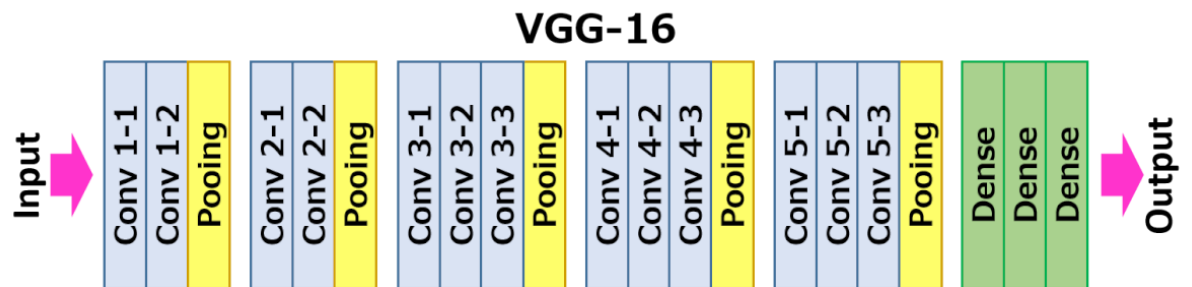 VGG-16
Input
Conv 1-1
Conv 1-2
Pooing
Conv 2-1
Conv 2-2
Pooing
Conv 3-1
Conv 3-2
Conv 3-3
Pooing
Conv 4-1
Conv 4-2
Conv 4-3
Pooing
Conv 5-1
Conv 5-2
Conv 5-3
Pooing
Dense
Dense
Dense
Output